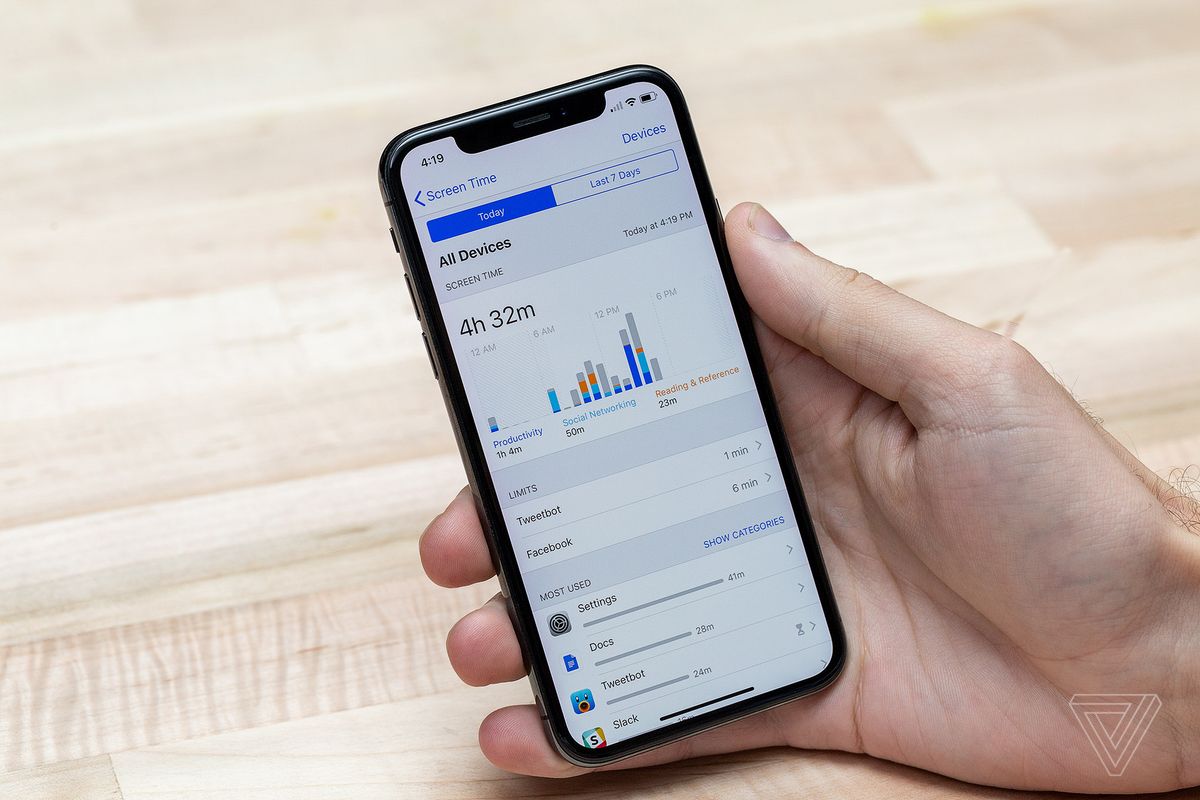 4:19
Screen Time
Devices
Today
Last 7 Days
All Devices
Today at 4:19 PM
SCREEN TIME
4h 32m
12 AM
6 AM
12 PM
6 PM
Productivity
1h 4m
Social Networking
50m
Reading & Reference
23m
LIMITS
Tweetbot
1 min
Facebook
6 min
MOST USED
SHOW CATEGORIES
Settings
41m
Docs
28m
Tweetbot
24m
Slack